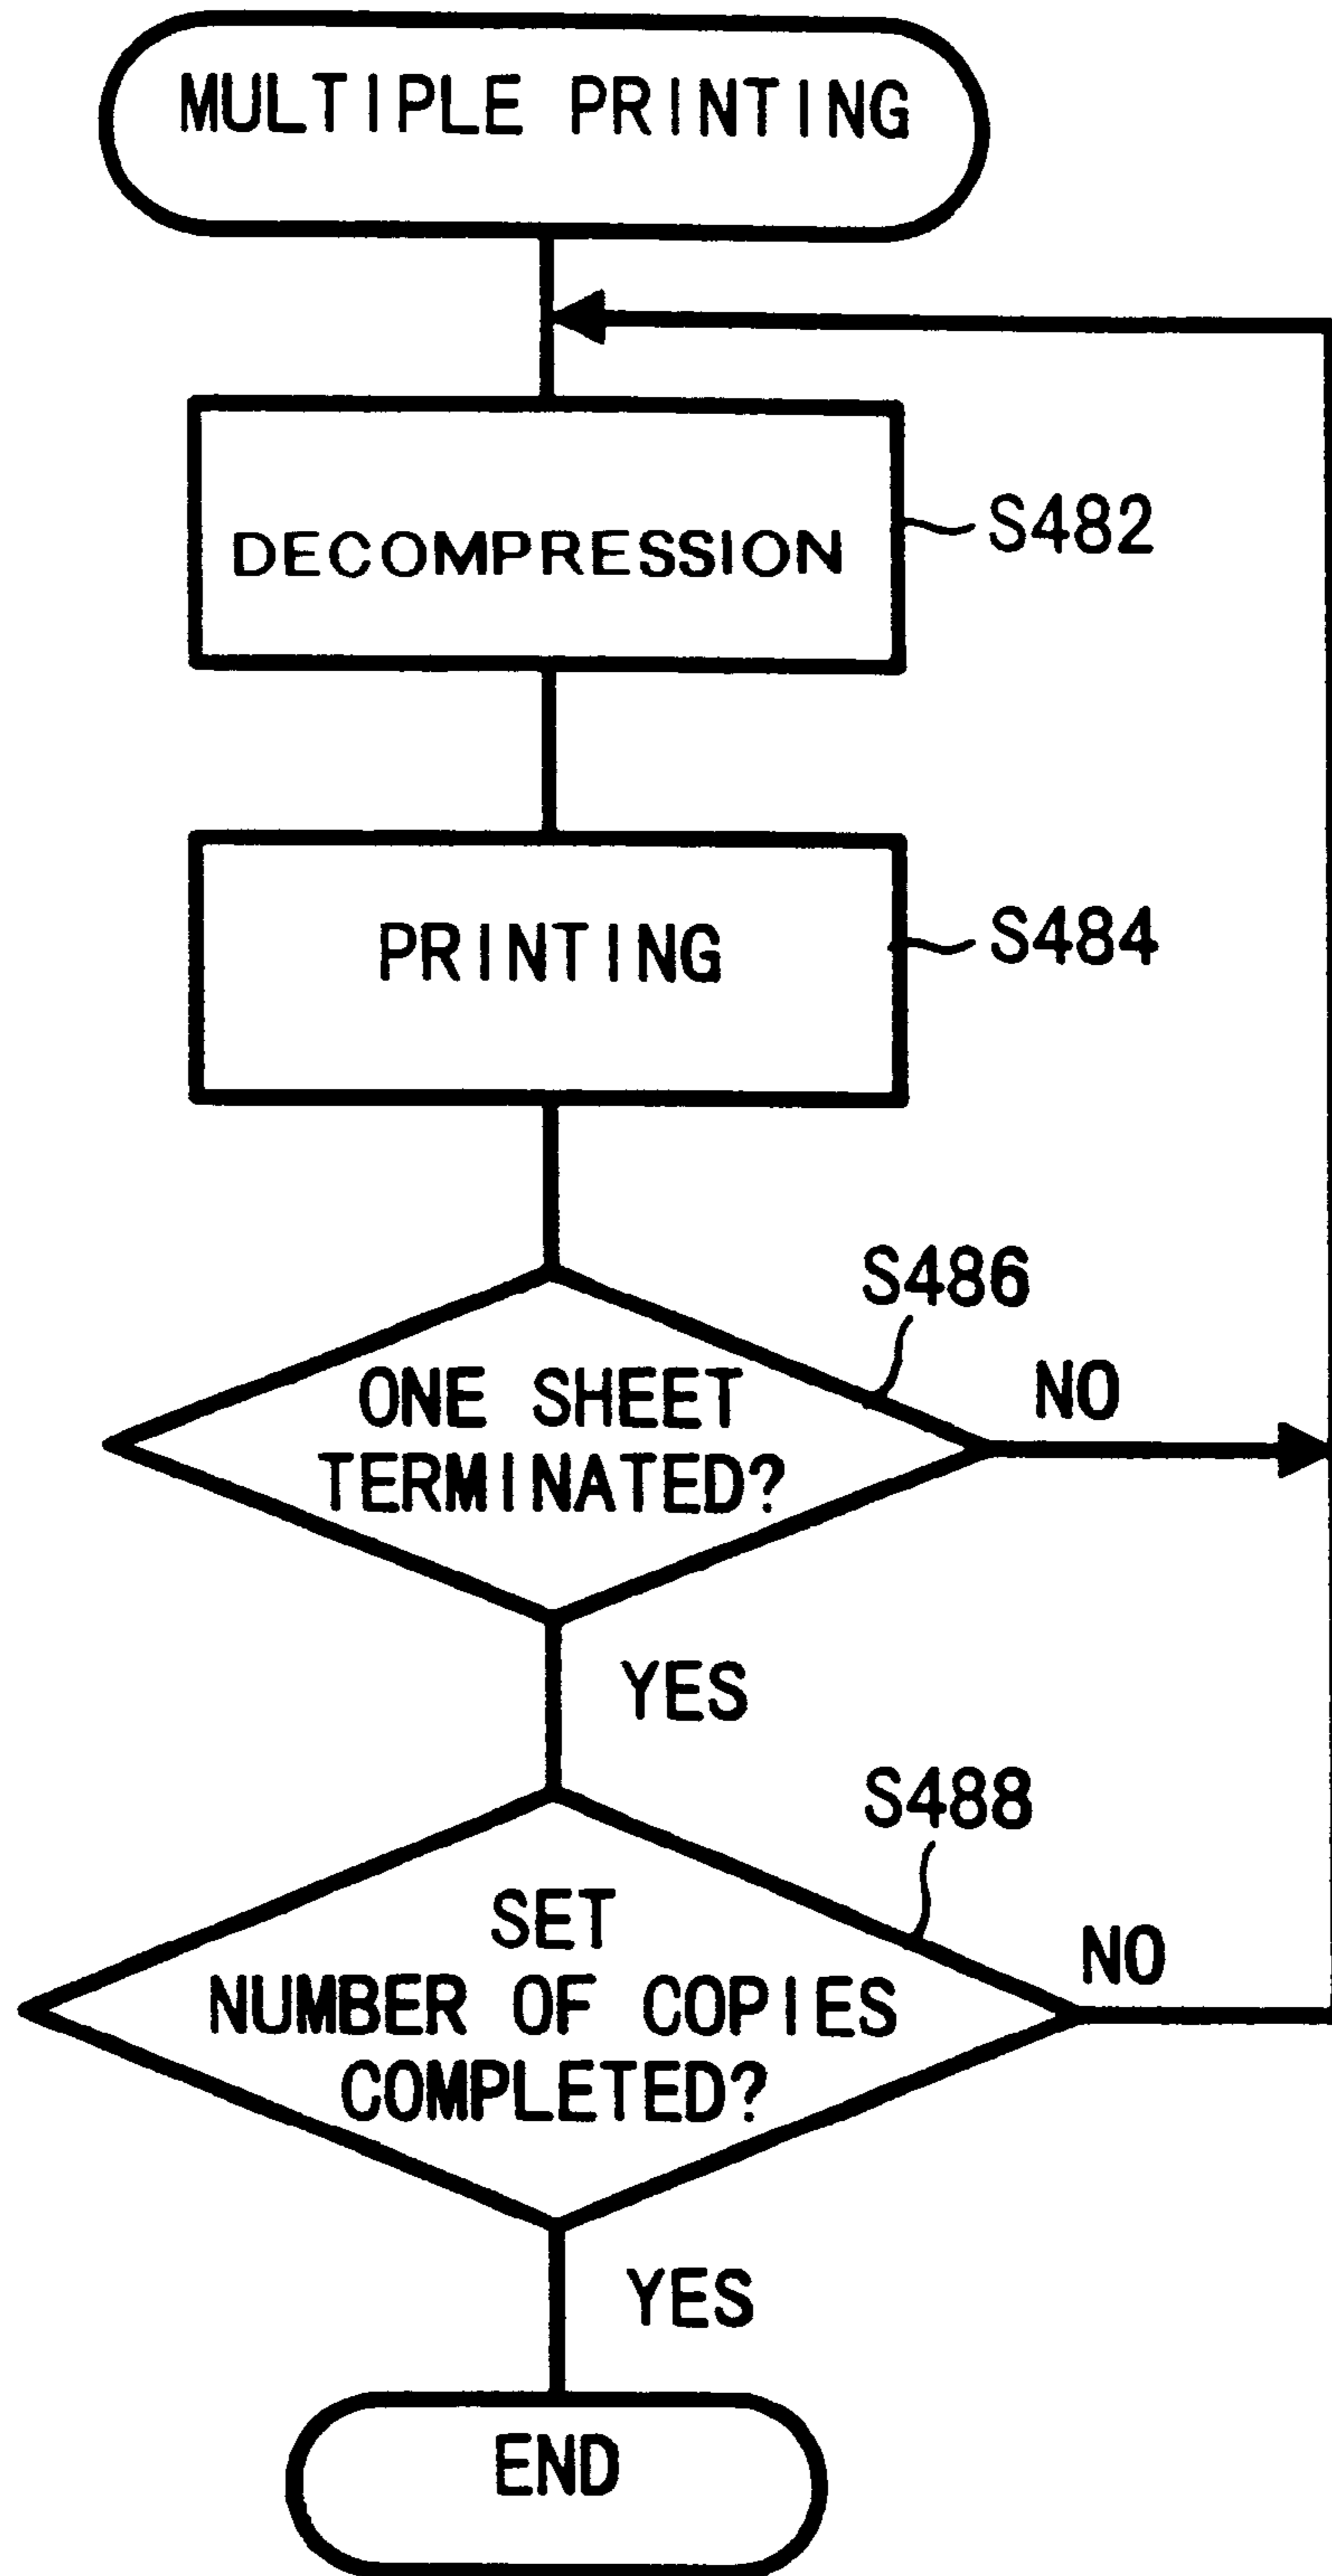 MULTIPLE PRINTING
DECOMPRESSION
S482
PRINTING
S484
S486
ONE SHEET
TERMINATED?
NO
YES
S488
SET
NUMBER OF COPIES
COMPLETED?
NO
YES
END